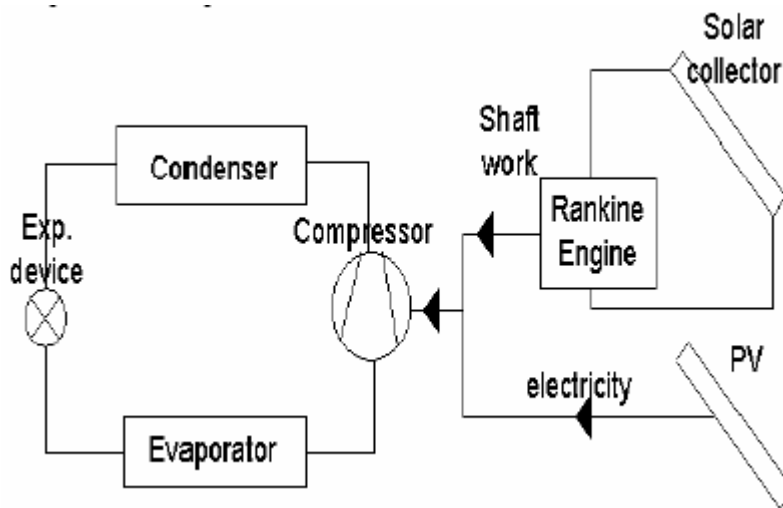 Solar
collector
Shaft
work
Condenser
Rankine
Engine
Exp.
device
Compressor
PV
electricity
Evaporator